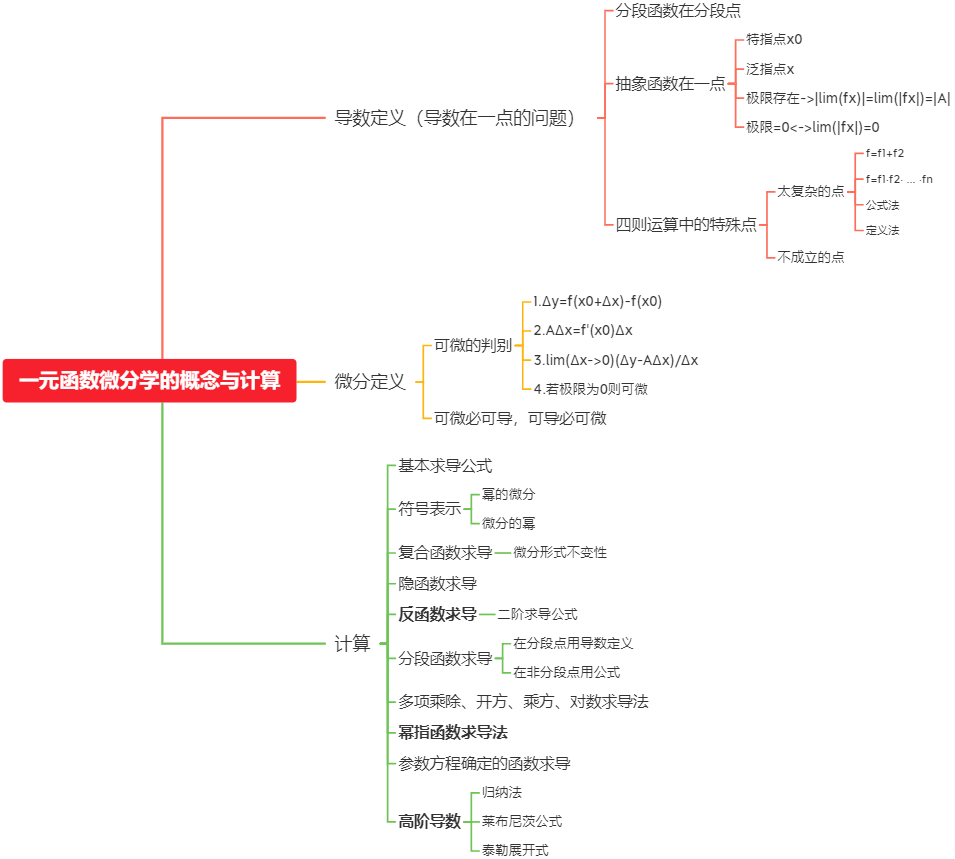 一元函数微分学的概念与计算
导数定义（导数在一点的问题）
分段函数在分段点
抽象函数在一点
特指点x0
泛指点x
极限存在->|lim(fx)|=lim(|fx|)=|A|
极限=0<->lim(|fx|)=0
四则运算中的特殊点
太复杂的点
f=f1+f2
f=f1·f2· ... ·fn
公式法
定义法
不成立的点
微分定义
可微的判别
1.Δy=f(x0+Δx)-f(x0)
2.AΔx=f'(x0)Δx
3.lim(Δx->0)(Δy-AΔx)/Δx
4.若极限为0则可微
可微必可导，可导必可微
计算
基本求导公式
符号表示
幂的微分
微分的幂
复合函数求导
微分形式不变性
隐函数求导
反函数求导
二阶求导公式
分段函数求导
在分段点用导数定义
在非分段点用公式
多项乘除、开方、乘方、对数求导法
幂指函数求导法
参数方程确定的函数求导
高阶导数
归纳法
莱布尼茨公式
泰勒展开式